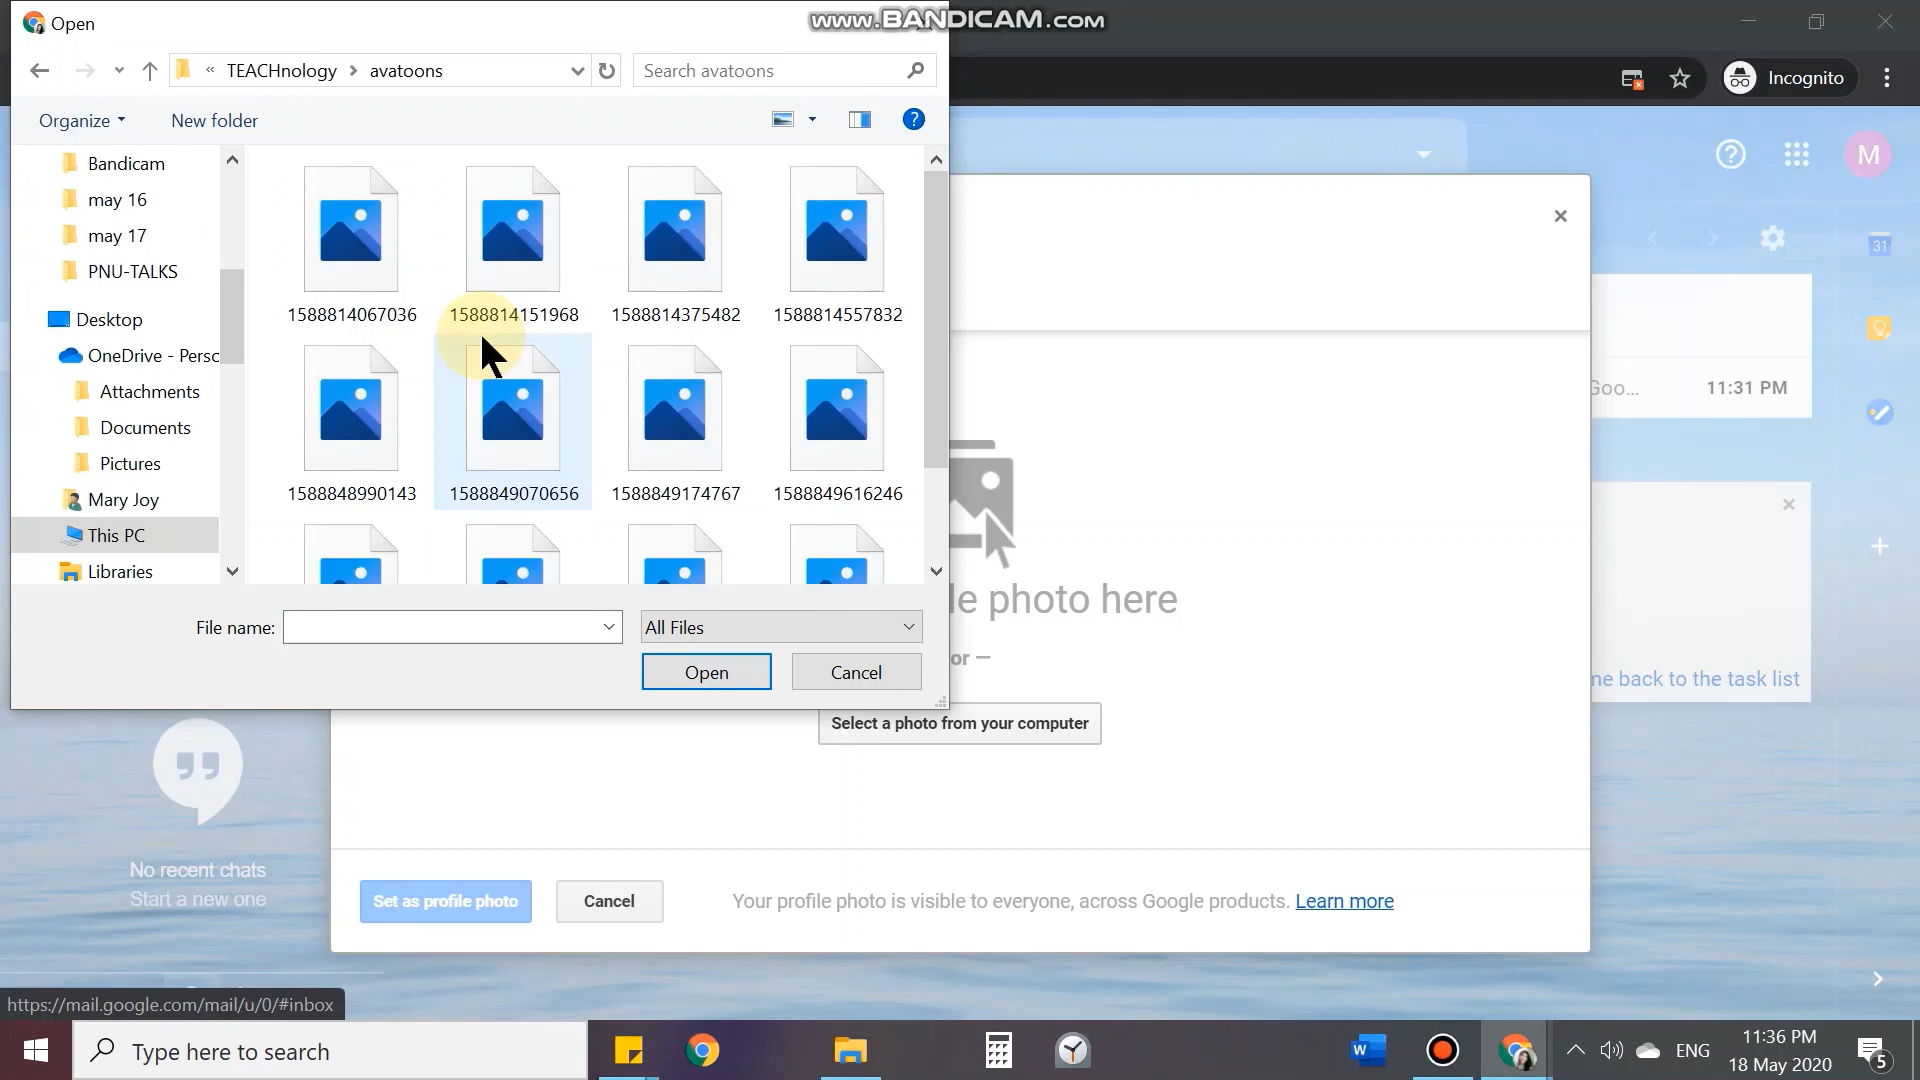 Open
www.BANDICAM.com
« TEACHnology > avatoons
Search avatoons
Incognito
Organize
New folder
?
Bandicam
may 16
may 17
PNU-TALKS
Desktop
OneDrive - Persc
Attachments
Documents
Pictures
Mary Joy
This PC
Libraries
1588814067036
1588814151968
1588814375482
1588814557832
1588848990143
1588849070656
1588849174767
1588849616246
File name:
All Files
Open
Cancel
M
31
Goo...
11:31 PM
le photo here
or —
Select a photo from your computer
me back to the task list
No recent chats
Start a new one
Set as profile photo
Cancel
Your profile photo is visible to everyone, across Google products. Learn more
https://mail.google.com/mail/u/0/#inbox
Type here to search
W
ENG
11:36 PM
18 May 2020
5